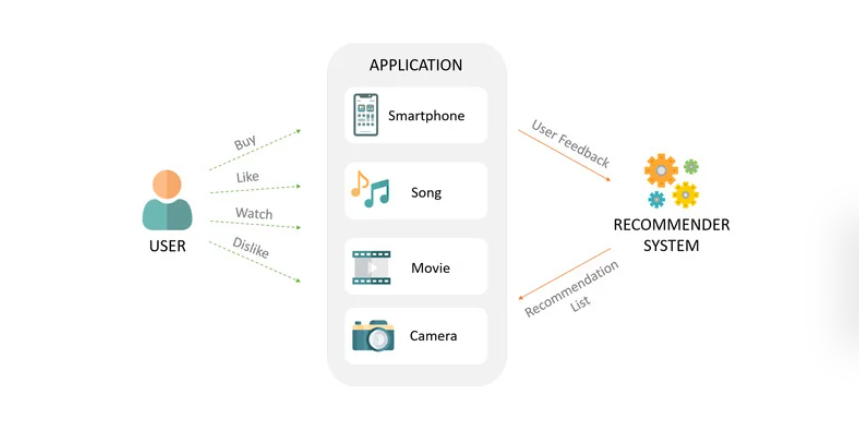 APPLICATION
Smartphone
Buy
User Feedback
Like
Song
Watch
RECOMMENDER
SYSTEM
USER
Dislike
Movie
Recommendation
List
Camera